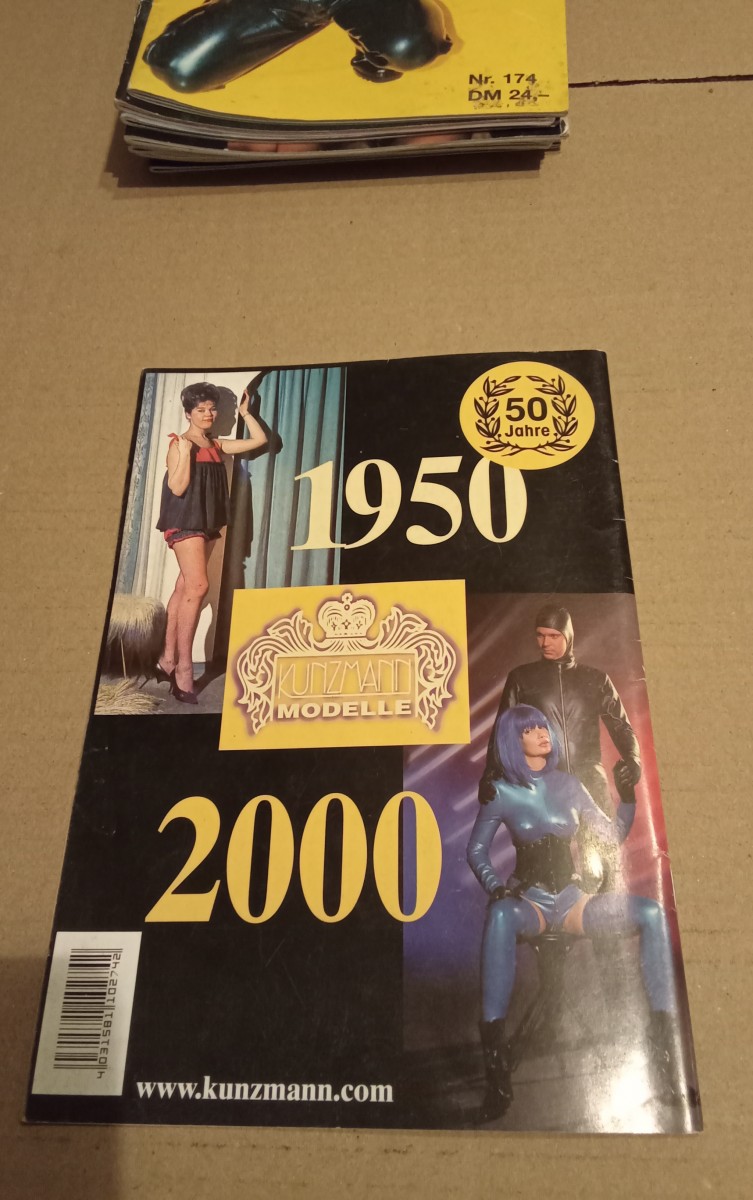 Nr. 174
DM 24,–
50
Jahre
1950
KUNZMANN
MODELLE
2000
4 031581 102742
www.kunzmann.com